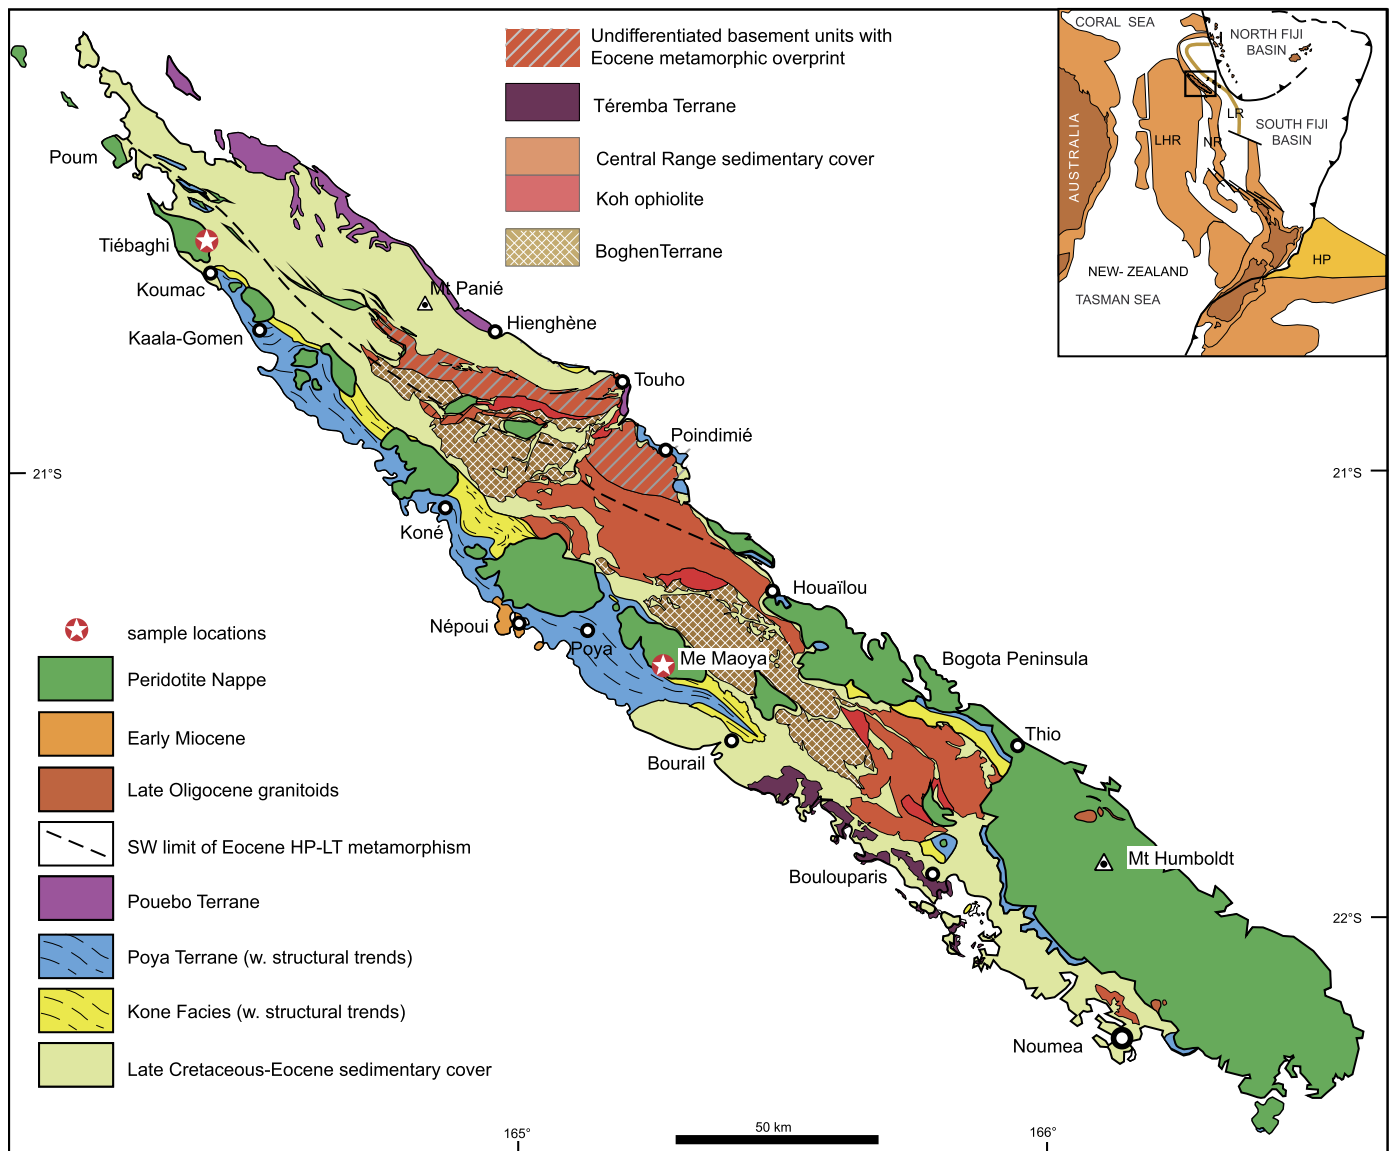 Undifferentiated basement units with
Eocene metamorphic overprint
Téremba Terrane
Central Range sedimentary cover
Koh ophiolite
BoghenTerrane
CORAL SEA
NORTH FIJI
BASIN
AUSTRALIA
LHR
NR
LR
SOUTH FIJI
BASIN
NEW- ZEALAND
HP
TASMAN SEA
Poum
Tiébaghi
Koumac
Kaala-Gomen
Mt Panié
Hienghène
Touho
Poindimié
21°S
21°S
Koné
Houaïlou
Népoui
Poya
Me Maoya
Bogota Peninsula
Thio
Bourail
Mt Humboldt
Boulouparis
22°S
Noumea
sample locations
Peridotite Nappe
Early Miocene
Late Oligocene granitoids
SW limit of Eocene HP-LT metamorphism
Pouebo Terrane
Poya Terrane (w. structural trends)
Kone Facies (w. structural trends)
Late Cretaceous-Eocene sedimentary cover
165°
50 km
166°